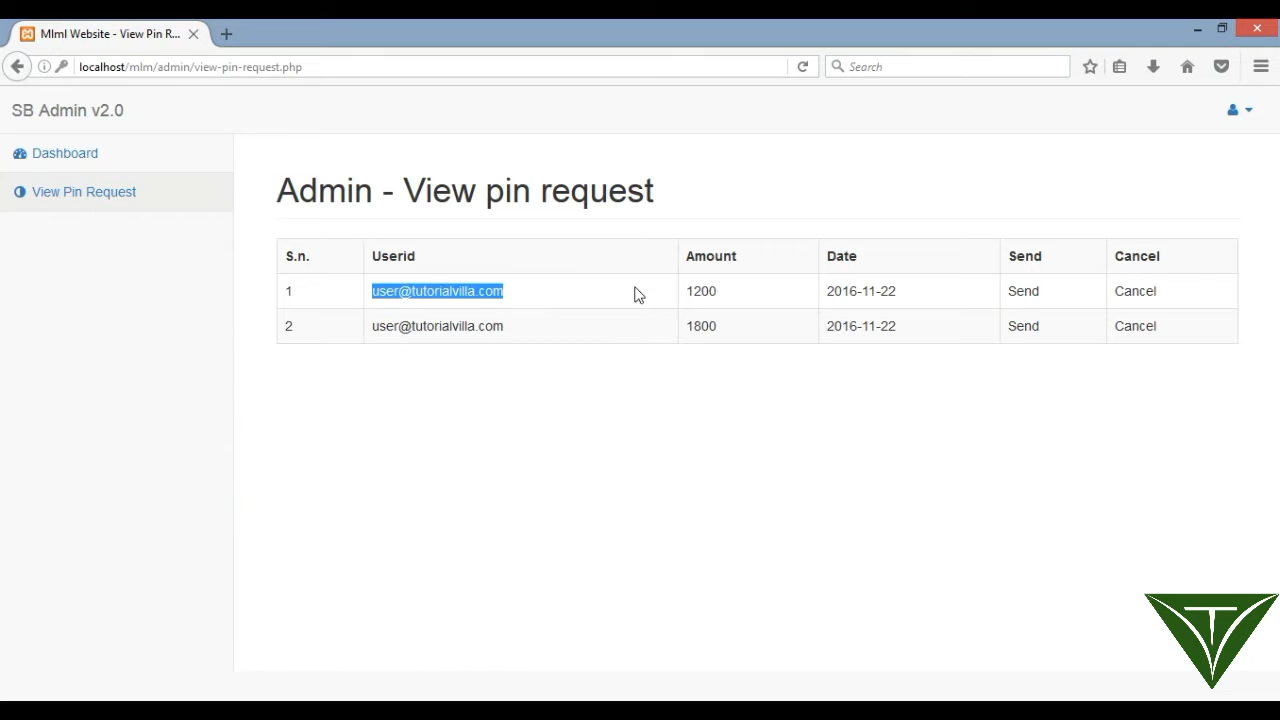 Mlml Website - View Pin R...
localhost/mlm/admin/view-pin-request.php
Search
SB Admin v2.0
Dashboard
View Pin Request
Admin - View pin request
S.n. Userid Amount Date Send Cancel
1 user@tutorialvilla.com 1200 2016-11-22 Send Cancel
2 user@tutorialvilla.com 1800 2016-11-22 Send Cancel
T